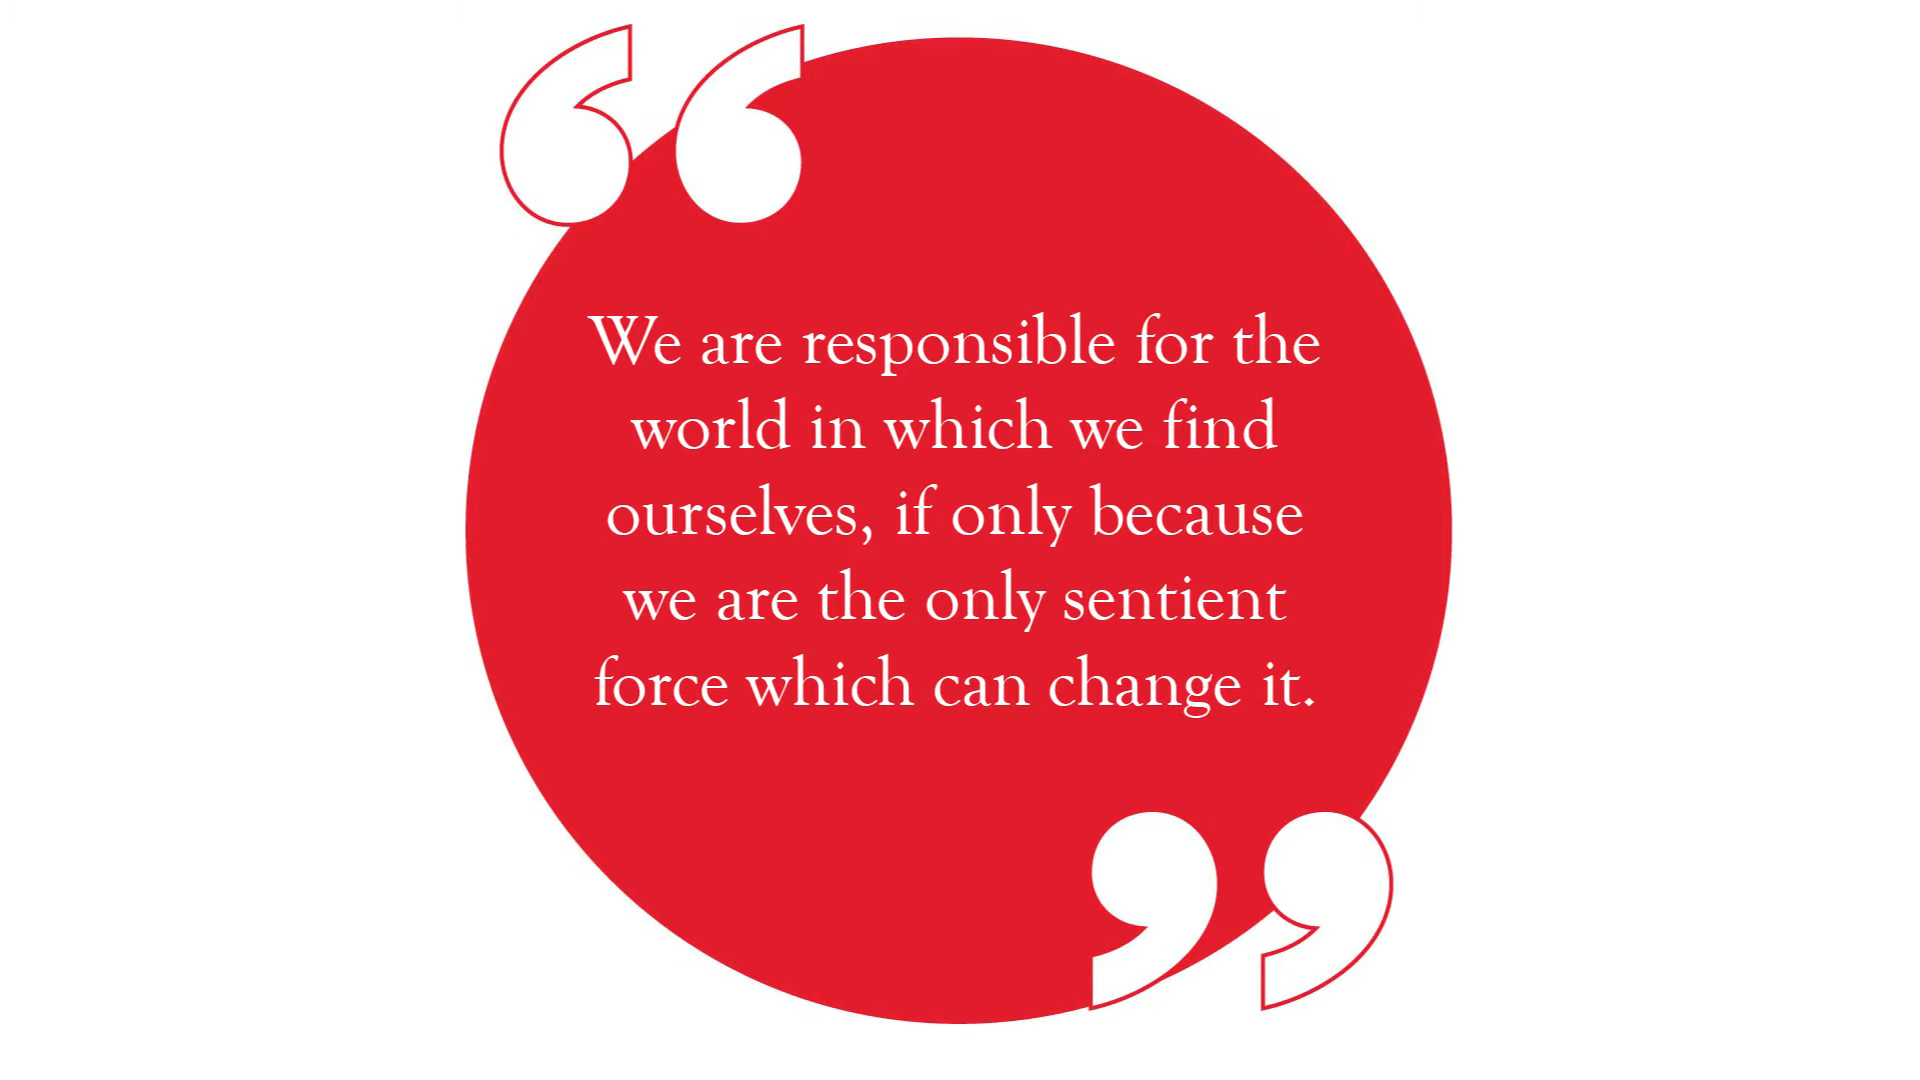 We are responsible for the
world in which we find
ourselves, if only because
we are the only sentient
force which can change it.